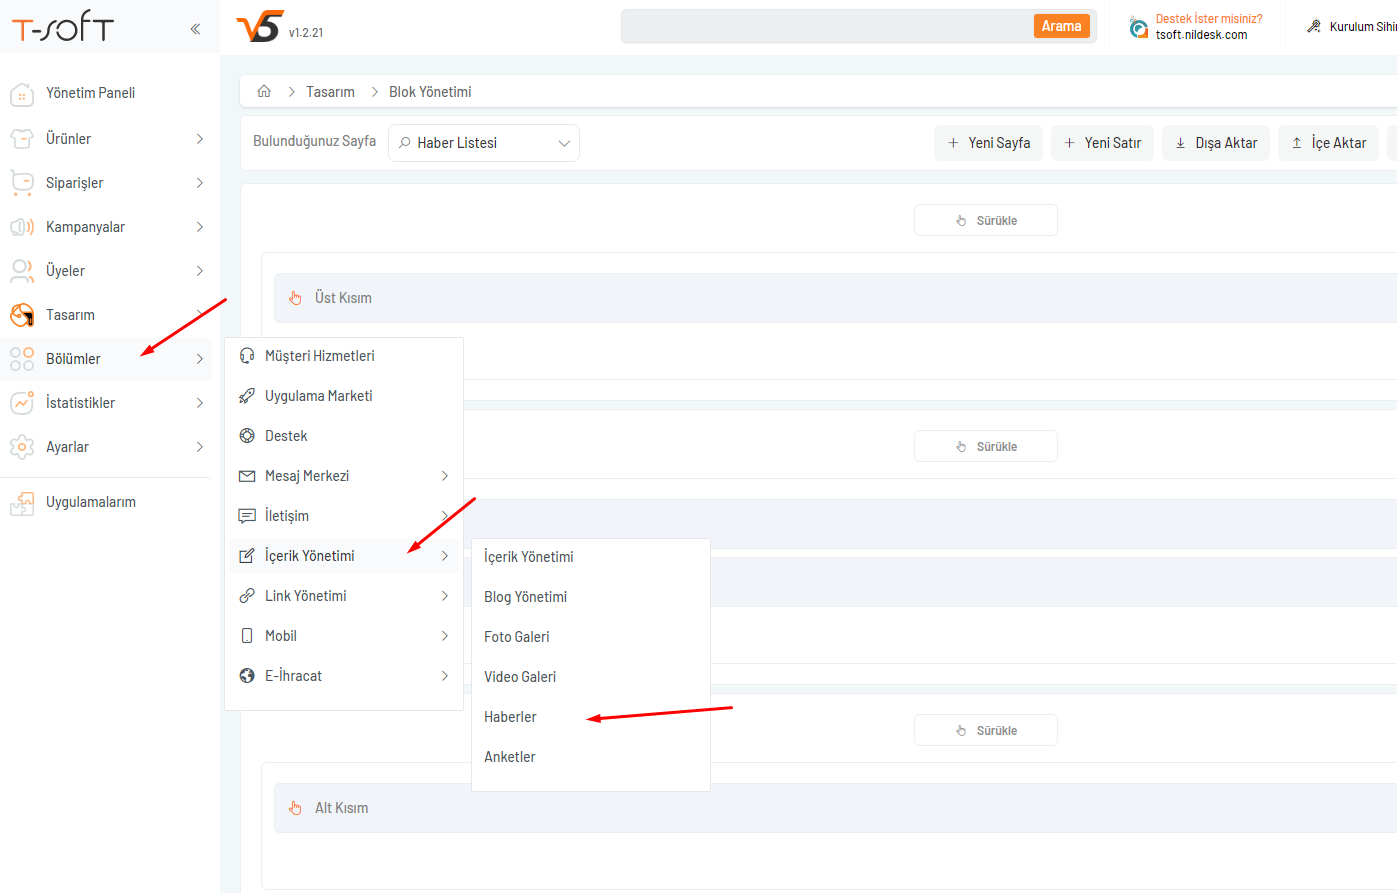 T-SOFT
V5 v1.2.21
Arama
Destek İster misiniz?
tsoft.nildesk.com
Kurulum Sihir
Yönetim Paneli
Ürünler
Siparişler
Kampanyalar
Üyeler
Tasarım
Bölümler
İstatistikler
Ayarlar
Uygulamalarım
Tasarım
Blok Yönetimi
Bulunduğunuz Sayfa
Haber Listesi
Yeni Sayfa
Yeni Satır
Dışa Aktar
İçe Aktar
Sürükle
Üst Kısım
Müşteri Hizmetleri
Uygulama Marketi
Destek
Mesaj Merkezi
İletişim
İçerik Yönetimi
Link Yönetimi
Mobil
E-İhracat
Sürükle
İçerik Yönetimi
Blog Yönetimi
Foto Galeri
Video Galeri
Haberler
Anketler
Sürükle
Alt Kısım